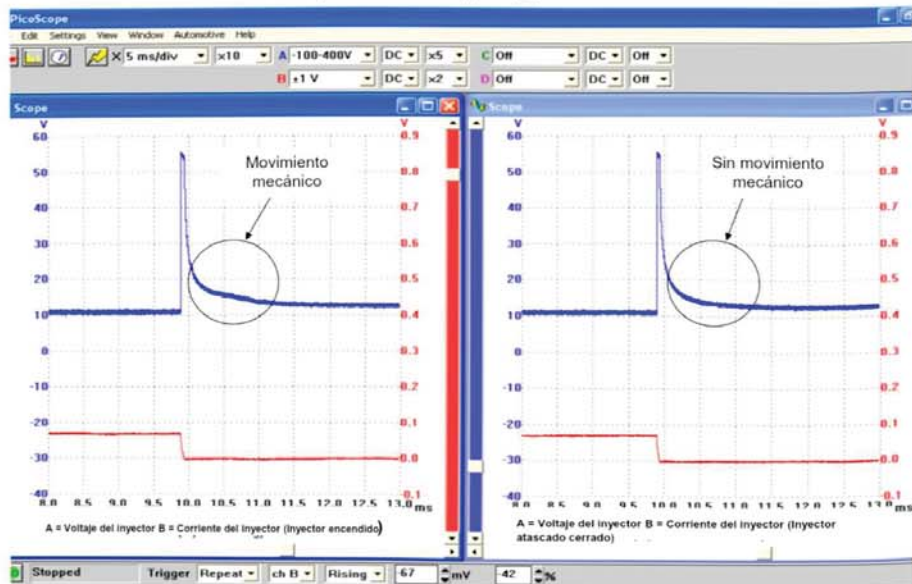 PicoScope
Edit Settings View Window Automotive Help
X 5 ms/div x10 A -100-400V DC x5 C Off DC Off
B ±1 V DC x2 D Off DC Off
Scope
Scope
V
V
60
50
40
30
20
10
0
-10
-20
-30
-40
0.9
0.8
0.7
0.6
0.5
0.4
0.3
0.2
0.1
0.0
-0.1
Movimiento
mecánico
8.0 8.5 9.0 9.5 10.0 10.5 11.0 11.5 12.0 12.5 13.0 ms
A = Voltaje del inyector B = Corriente del inyector (Inyector encendido)
V
V
60
50
40
30
20
10
0
-10
-20
-30
-40
0.9
0.8
0.7
0.6
0.5
0.4
0.3
0.2
0.1
0.0
-0.1
Sin movimiento
mecánico
8.0 8.5 9.0 9.5 10.0 10.5 11.0 11.5 12.0 12.5 13.0 ms
A = Voltaje del inyector B = Corriente del inyector (Inyector
atascado cerrado)
Stopped Trigger Repeat ch B Rising -67 mV -42 %